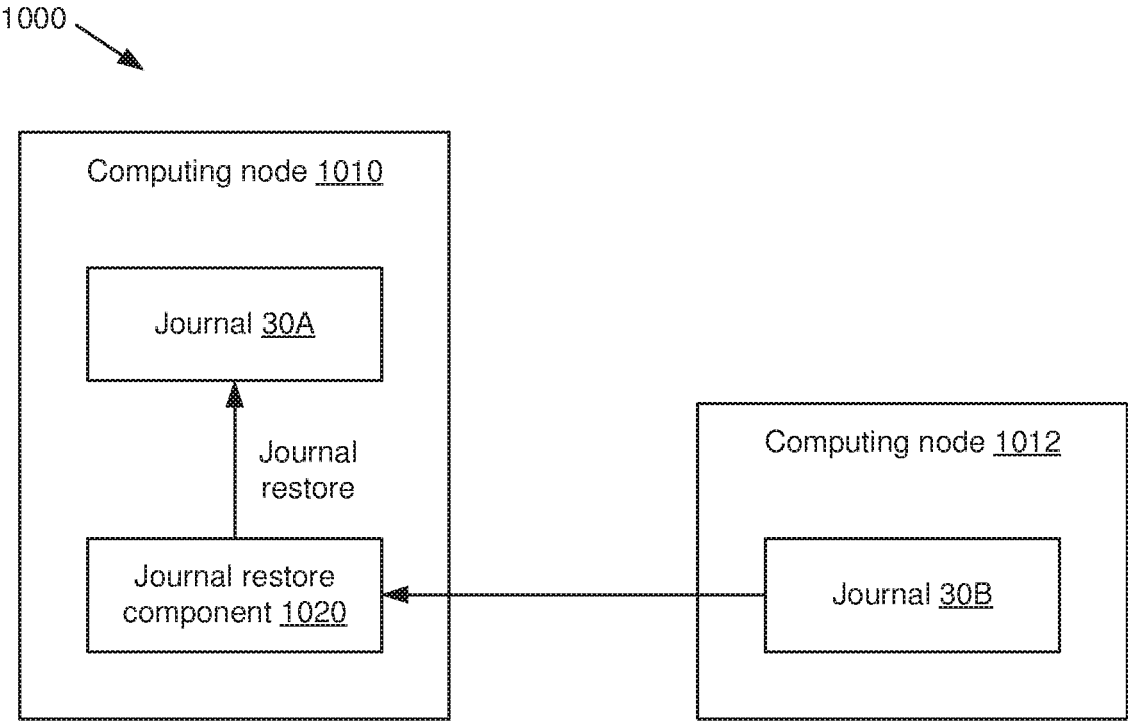 1000
Computing node 1010
Journal 30A
Journal
restore
Computing node 1012
Journal restore
component 1020
Journal 30B